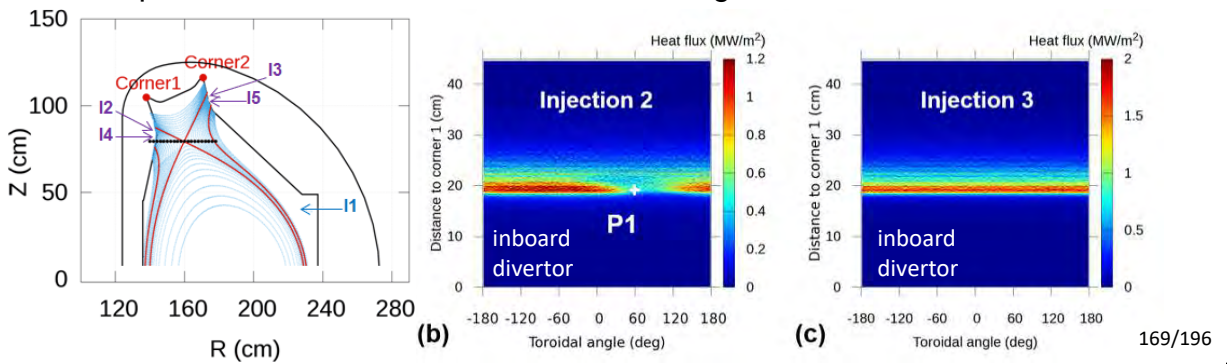 150
100
50
0
Z (cm)
120 160 200 240 280
R (cm)
Corner1
Corner2
I3
I5
I2
I4
I1
Heat flux (MW/m²)
Injection 2
P1
inboard
divertor
40
30
20
10
0
Distance to corner 1 (cm)
-180 -120 -60 0 60 120 180
(b) Toroidal angle (deg)
1.2
1
0.8
0.6
0.4
0.2
0
Heat flux (MW/m²)
Injection 3
inboard
divertor
40
30
20
10
0
Distance to corner 1 (cm)
-180 -120 -60 0 60 120 180
(c) Toroidal angle (deg)
2
1.5
1
0.5
0
169/196